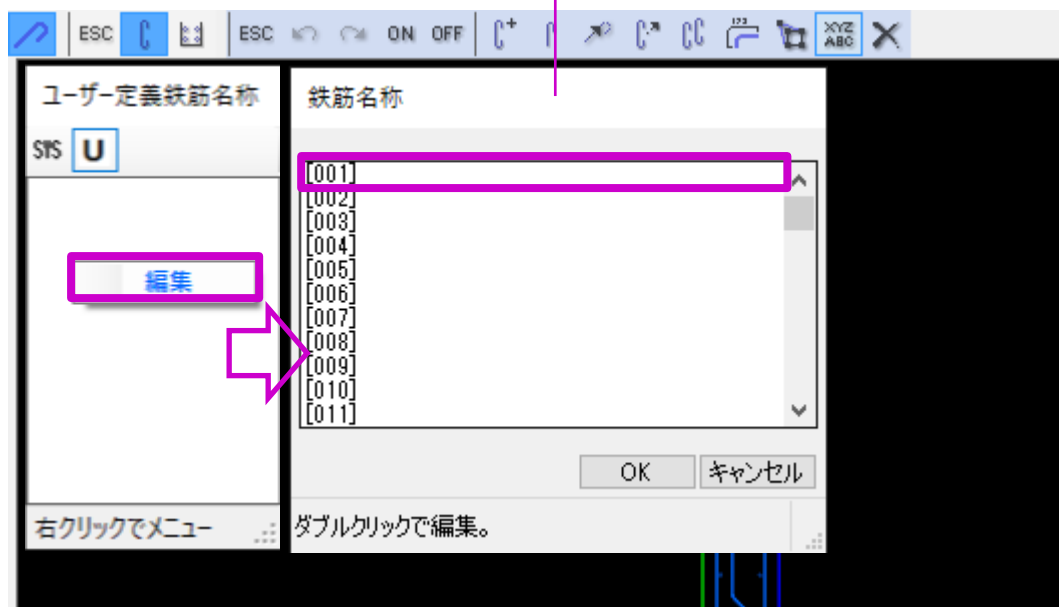 ESC ESC ON OFF 123 XYZ ABC
ユーザー定義鉄筋名称
SYS U
編集
右クリックでメニュー
鉄筋名称
[001]
[002]
[003]
[004]
[005]
[006]
[007]
[008]
[009]
[010]
[011]
OK キャンセル
ダブルクリックで編集。